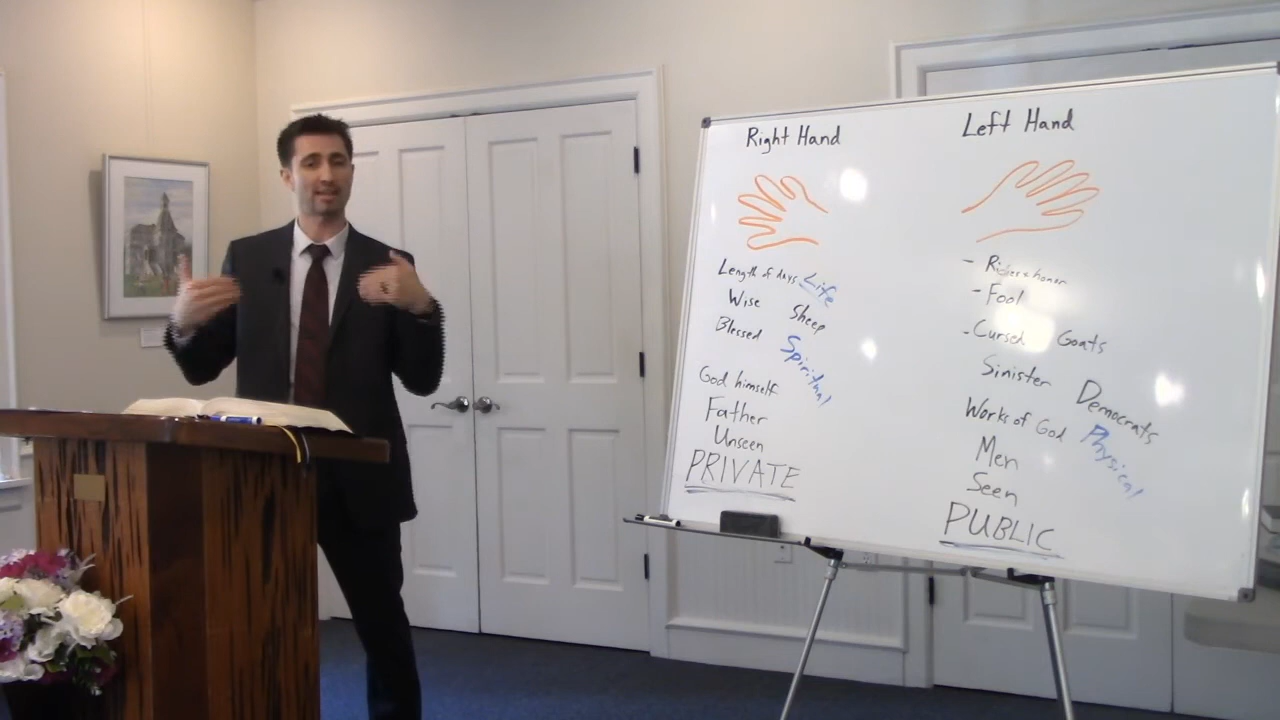 Right Hand
Length of days Life
Wise Sheep
Blessed
Spiritual
God himself
Father
Unseen
PRIVATE
Left Hand
- Riches & honor
- Fool
- Cursed Goats
Sinister Democrats
Works of God Physical
Men
Seen
PUBLIC